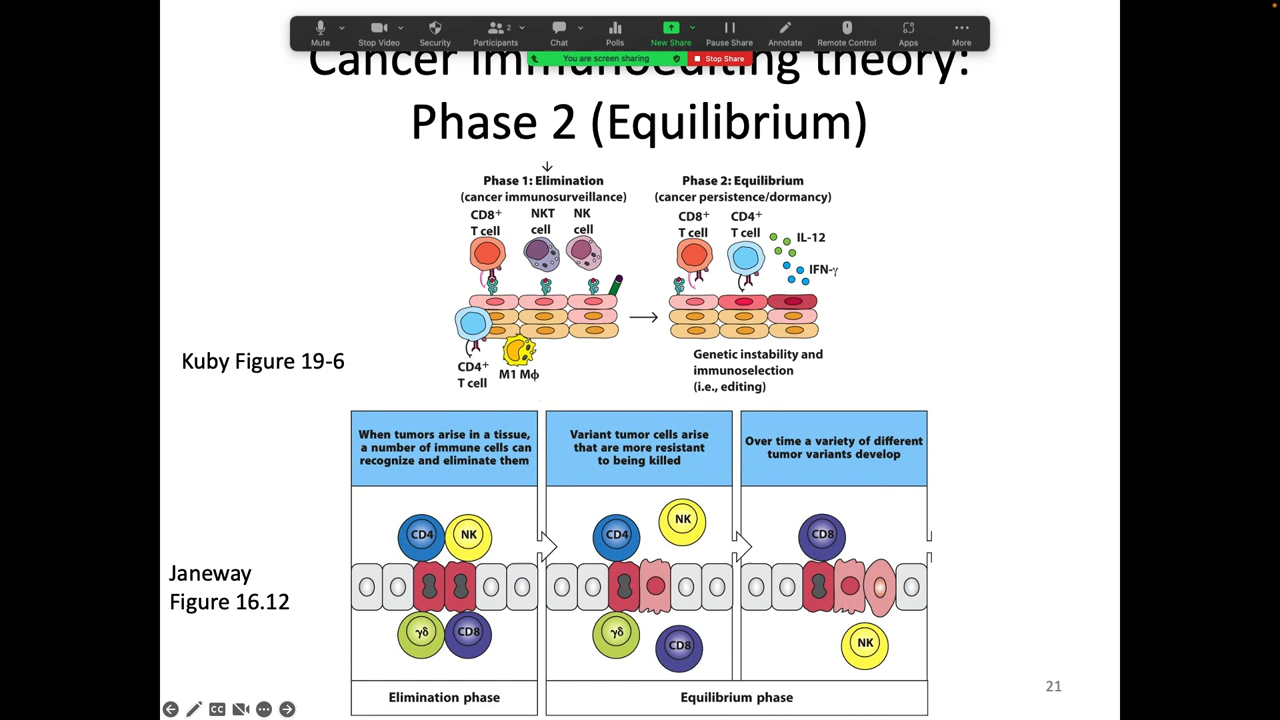 Mute
Stop Video
Security
Participants
2
Chat
Polls
New Share
Pause Share
Annotate
Remote Control
Apps
More
You are screen sharing
Stop Share
Cancer immunoediting theory:
Phase 2 (Equilibrium)
Phase 1: Elimination
(cancer immunosurveillance)
CD8+
T cell
NKT
cell
NK
cell
CD4+
T cell
M1 Mϕ
Phase 2: Equilibrium
(cancer persistence/dormancy)
CD8+
T cell
CD4+
T cell
IL-12
IFN-γ
Genetic instability and
immunoselection
(i.e., editing)
Kuby Figure 19-6
When tumors arise in a tissue,
a number of immune cells can
recognize and eliminate them
Variant tumor cells arise
that are more resistant
to being killed
Over time a variety of different
tumor variants develop
CD4
NK
γδ
CD8
CD4
NK
γδ
CD8
CD8
NK
Janeway
Figure 16.12
Elimination phase
Equilibrium phase
21
CC